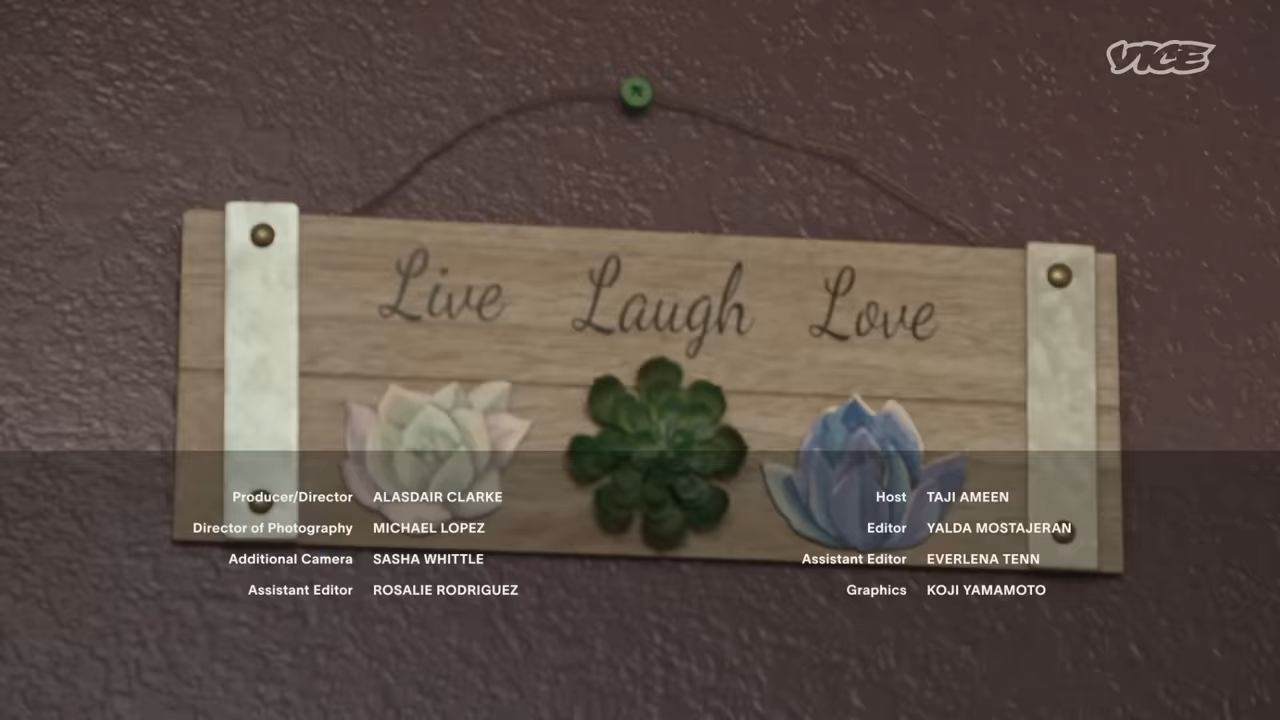 VICE
Live Laugh Love
Producer/Director ALASDAIR CLARKE
Director of Photography MICHAEL LOPEZ
Additional Camera SASHA WHITTLE
Assistant Editor ROSALIE RODRIGUEZ
Host TAJI AMEEN
Editor YALDA MOSTAJERAN
Assistant Editor EVERLENA TENN
Graphics KOJI YAMAMOTO